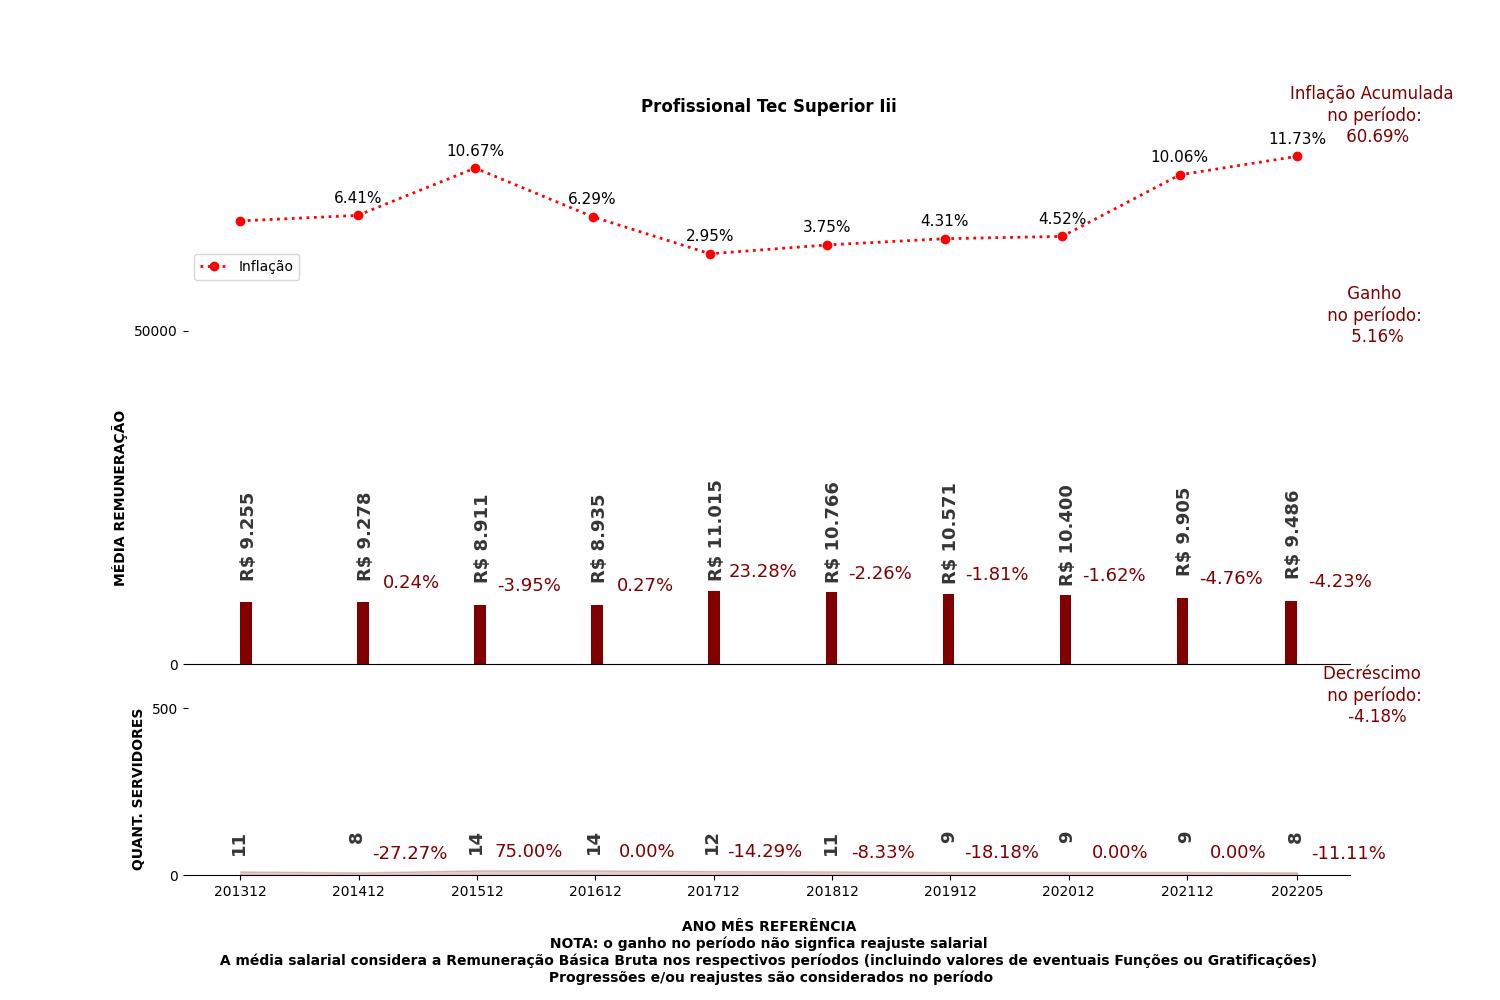 Profissional Tec Superior Iii
Inflação Acumulada
no período:
60.69%
6.41%
10.67%
6.29%
2.95%
3.75%
4.31%
4.52%
10.06%
11.73%
Inflação
Ganho
no período:
5.16%
50000
0
MÉDIA REMUNERAÇÃO
R$ 9.255
R$ 9.278
R$ 8.911
R$ 8.935
R$ 11.015
R$ 10.766
R$ 10.571
R$ 10.400
R$ 9.905
R$ 9.486
0.24%
-3.95%
0.27%
23.28%
-2.26%
-1.81%
-1.62%
-4.76%
-4.23%
Decréscimo
no período:
-4.18%
500
0
QUANT. SERVIDORES
11
8
14
14
12
11
9
9
9
8
-27.27%
75.00%
0.00%
-14.29%
-8.33%
-18.18%
0.00%
0.00%
-11.11%
201312
201412
201512
201612
201712
201812
201912
202012
202112
202205
ANO MÊS REFERÊNCIA
NOTA: o ganho no período não signfica reajuste salarial
A média salarial considera a Remuneração Básica Bruta nos respectivos períodos (incluindo valores de eventuais Funções ou Gratificações)
Progressões e/ou reajustes são considerados no período